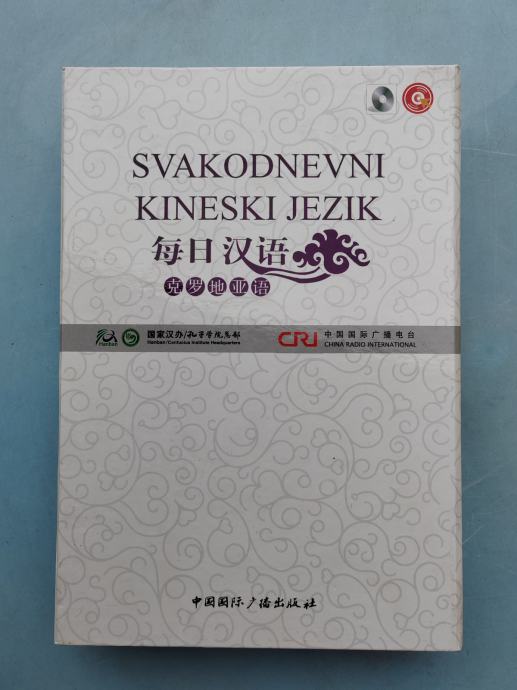 SVAKODNEVNI
KINESKI JEZIK
每日汉语
克罗地亚语
Hanban
国家汉办/孔子学院总部
Hanban/Confucius Institute Headquarters
CRI
中国国际广播电台
CHINA RADIO INTERNATIONAL
中国国际广播出版社